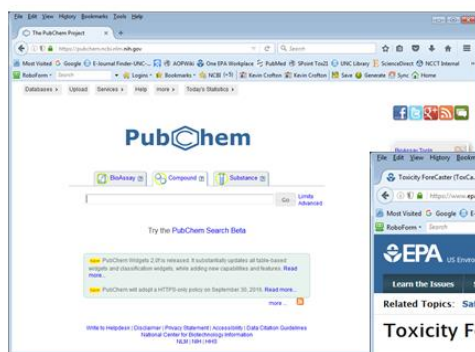 File Edit View History Bookmarks Tools Help
The PubChem Project
https://pubchem.ncbi.nlm.nih.gov
Search
Most Visited Google E-Journal Finder-UNC-... AOPWiki One EPA Workplace PubMed SPoint Tox21 UNC Library ScienceDirect NCCT Internal
RoboForm Search Logins Bookmarks NCBI (+5) Kevin Crofton Kevin Crofton Save Generate Sync Home
Databases Upload Services Help more Today's Statistics
PubChem
BioAssay Tools
BioAssay Compound Substance
Go Limits
Advanced
Try the PubChem Search Beta
New PubChem Widgets 2.0! is released. It substantially updates all table-based
widgets and classification widgets, while adding new capabilities and features. Read
more...
New PubChem will adopt a HTTPS-only policy on September 30, 2016. Read more...
more ...
Write to Helpdesk | Disclaimer | Privacy Statement | Accessibility | Data Citation Guidelines
National Center for Biotechnology Information
NLM | NIH | HHS
File Edit View History Bookm
Toxicity ForeCaster (ToxCa...
https://www.ep
Most Visited Google E-
RoboForm Search
EPA US Enviro
Learn the Issues
Related Topics: Sa
Toxicity F